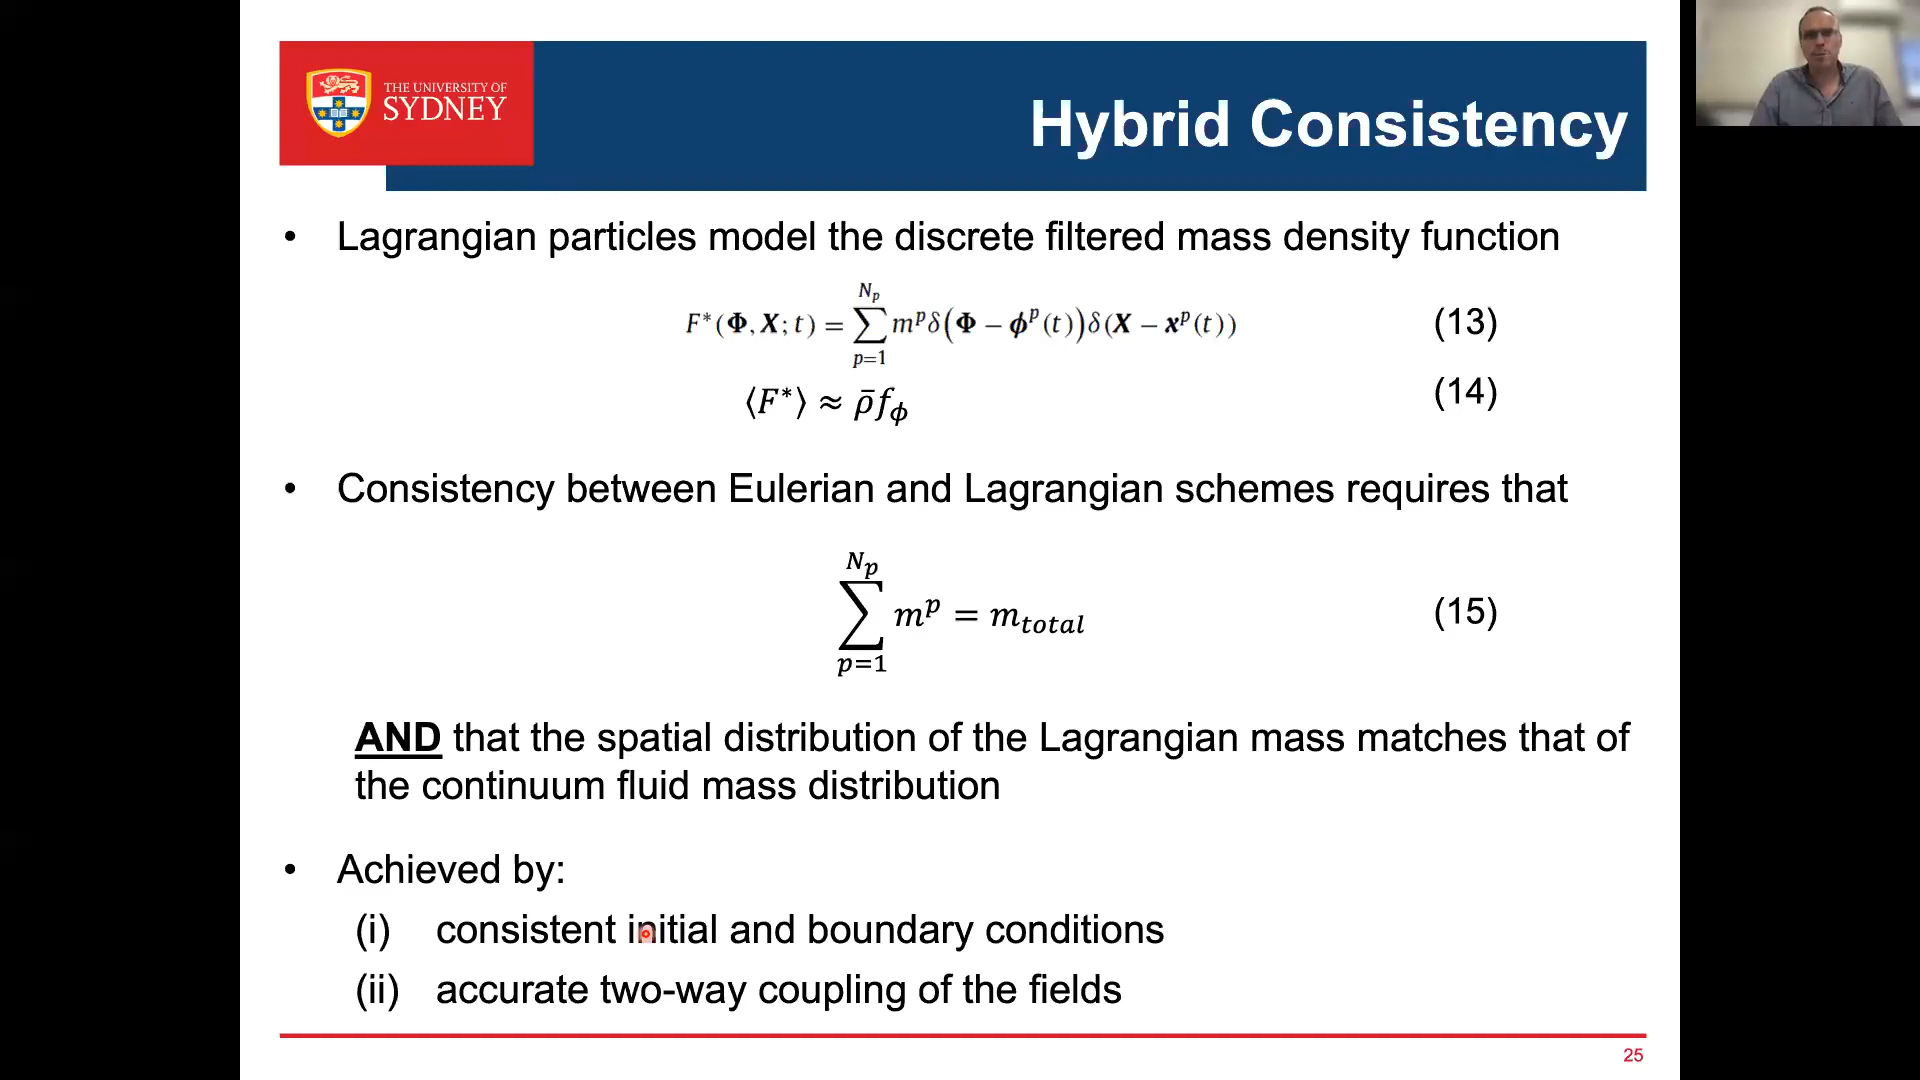 THE UNIVERSITY OF
SYDNEY
Hybrid Consistency
• Lagrangian particles model the discrete filtered mass density function
F*(Φ, X; t) = ∑_{p=1}^{N_p} m^p δ(Φ − ϕ^p(t))δ(X − x^p(t)) (13)
⟨F*⟩ ≈ ρ̄f_ϕ (14)
• Consistency between Eulerian and Lagrangian schemes requires that
∑_{p=1}^{N_p} m^p = m_{total} (15)
AND that the spatial distribution of the Lagrangian mass matches that of
the continuum fluid mass distribution
• Achieved by:
(i) consistent initial and boundary conditions
(ii) accurate two-way coupling of the fields
25